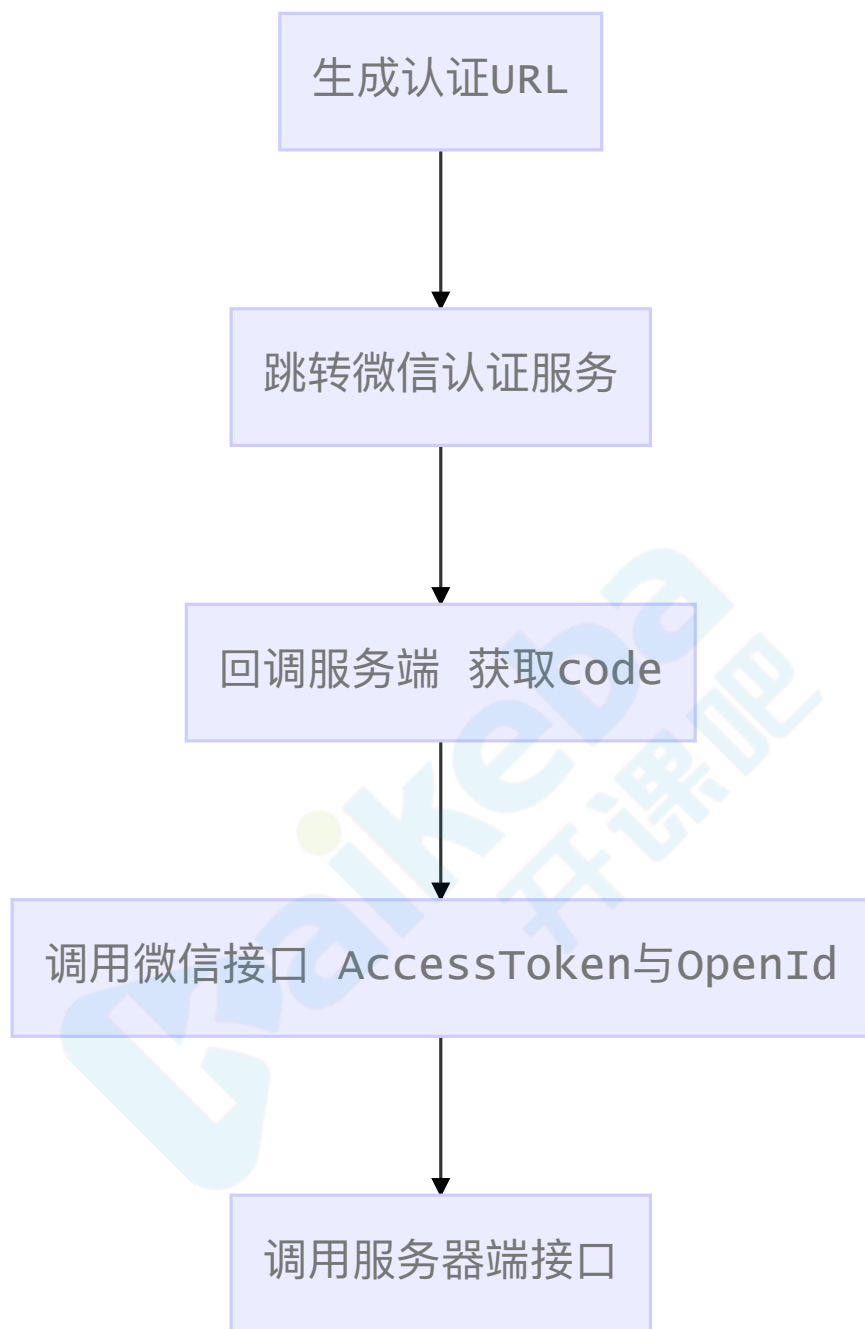 生成认证URL
跳转微信认证服务
回调服务端 获取code
调用微信接口 AccessToken与OpenId
调用服务器端接口
kaikeba
开课吧